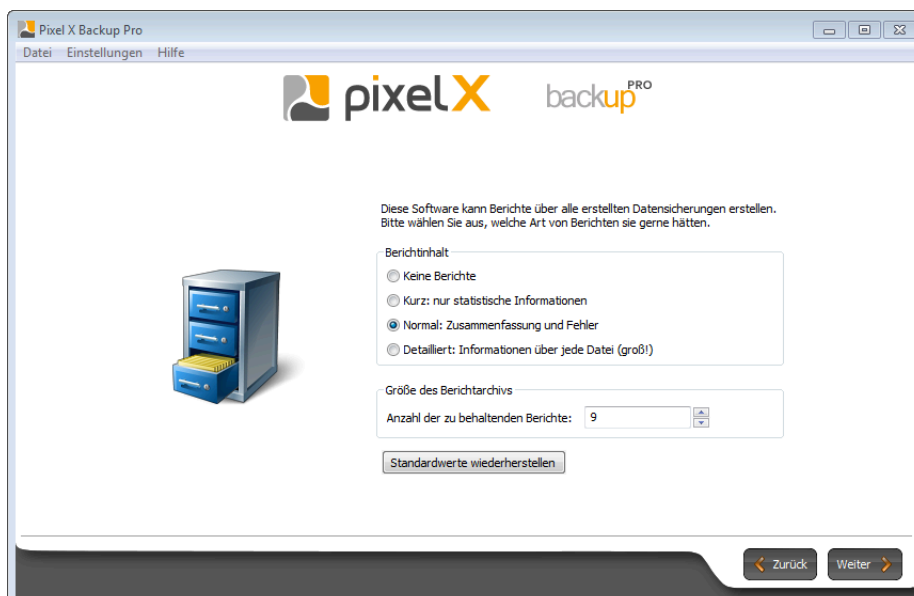 Pixel X Backup Pro
Datei Einstellungen Hilfe
pixelX backup PRO
Diese Software kann Berichte über alle erstellten Datensicherungen erstellen.
Bitte wählen Sie aus, welche Art von Berichten sie gerne hätten.
Berichtinhalt
Keine Berichte
Kurz: nur statistische Informationen
Normal: Zusammenfassung und Fehler
Detailliert: Informationen über jede Datei (groß!)
Größe des Berichtarchivs
Anzahl der zu behaltenden Berichte: 9
Standardwerte wiederherstellen
Zurück Weiter